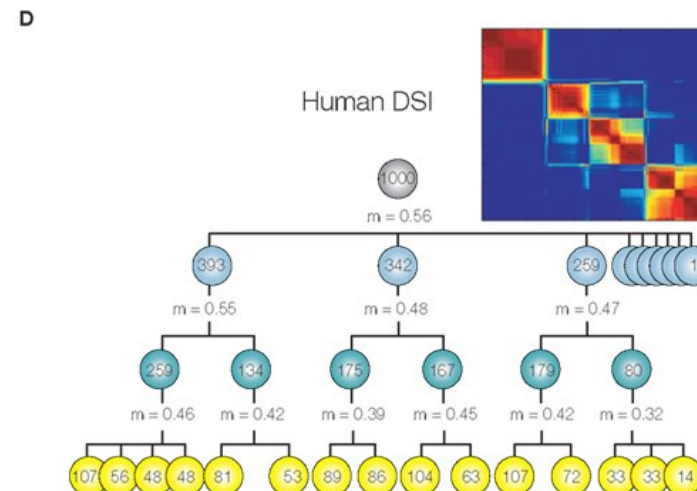 D
Human DSI
1000
m = 0.56
393 342 259 1
m = 0.55 m = 0.48 m = 0.47
259 134 175 167 179 80
m = 0.46 m = 0.42 m = 0.39 m = 0.45 m = 0.42 m = 0.32
107 56 48 48 81 53 89 86 104 63 107 72 33 33 14